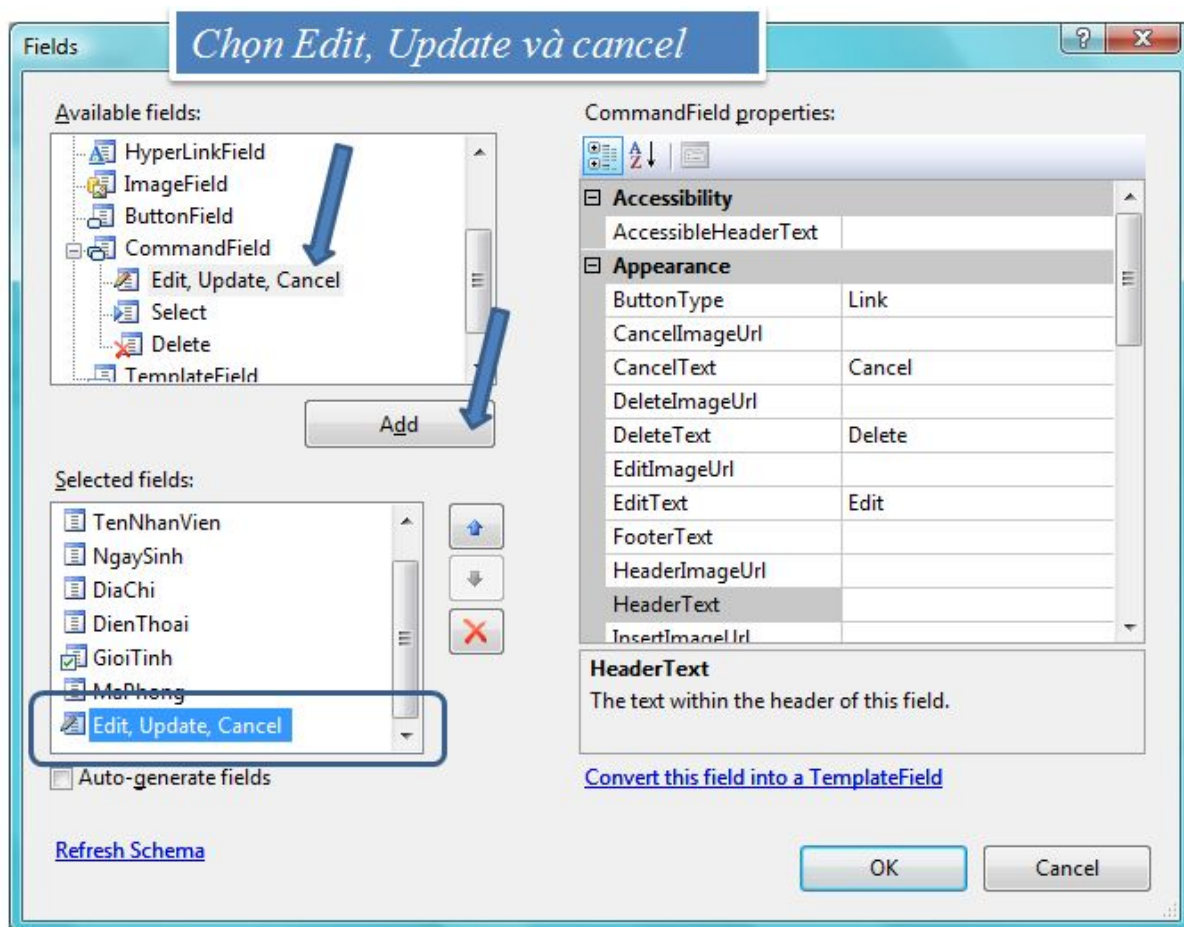 Fields
Chọn Edit, Update và cancel
Available fields:
HyperLinkField
ImageField
ButtonField
CommandField
Edit, Update, Cancel
Select
Delete
TemplateField
Add
Selected fields:
TenNhanVien
NgaySinh
DiaChi
DienThoai
GioiTinh
MaPhong
Edit, Update, Cancel
Auto-generate fields
Refresh Schema
CommandField properties:
Accessibility
AccessibleHeaderText
Appearance
ButtonType Link
CancelImageUrl
CancelText Cancel
DeleteImageUrl
DeleteText Delete
EditImageUrl
EditText Edit
FooterText
HeaderImageUrl
HeaderText
InsertImageUrl
HeaderText
The text within the header of this field.
Convert this field into a TemplateField
OK Cancel